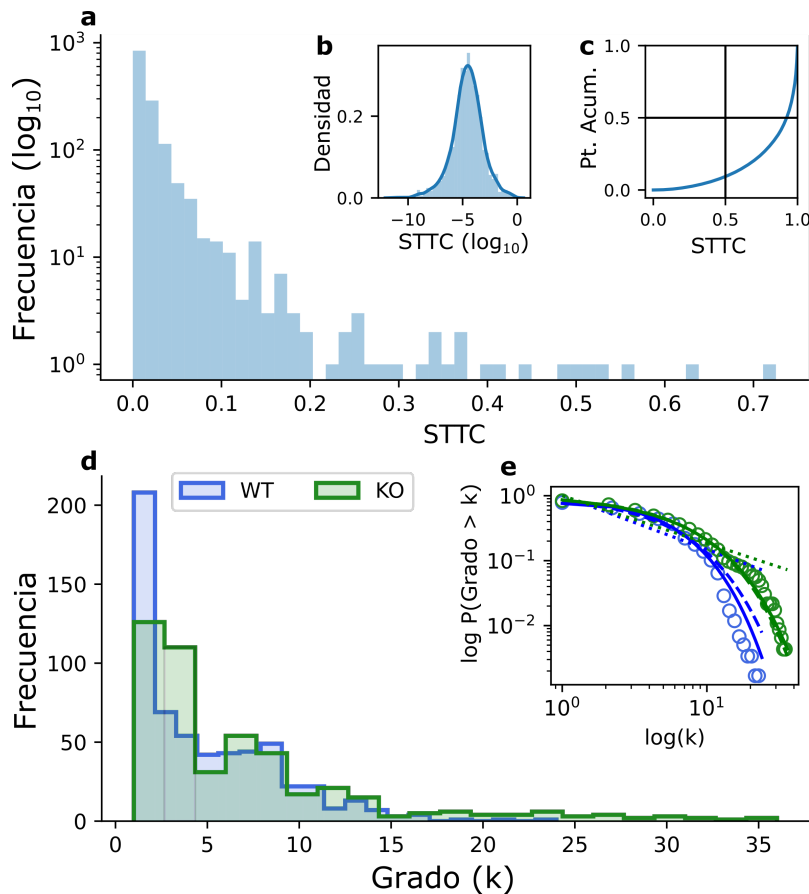 a
Frecuencia (log₁₀)
10³
10²
10¹
10⁰
0.0 0.1 0.2 0.3 0.4 0.5 0.6 0.7
STTC
b
Densidad
0.2
0.0
−10 −5 0
STTC (log₁₀)
c
Pt. Acum.
1.0
0.5
0.0
0.0 0.5 1.0
STTC
d
WT KO
Frecuencia
200
150
100
50
0
0 5 10 15 20 25 30 35
Grado (k)
e
log P(Grado > k)
10⁰
10⁻¹
10⁻²
10⁰ 10¹
log(k)